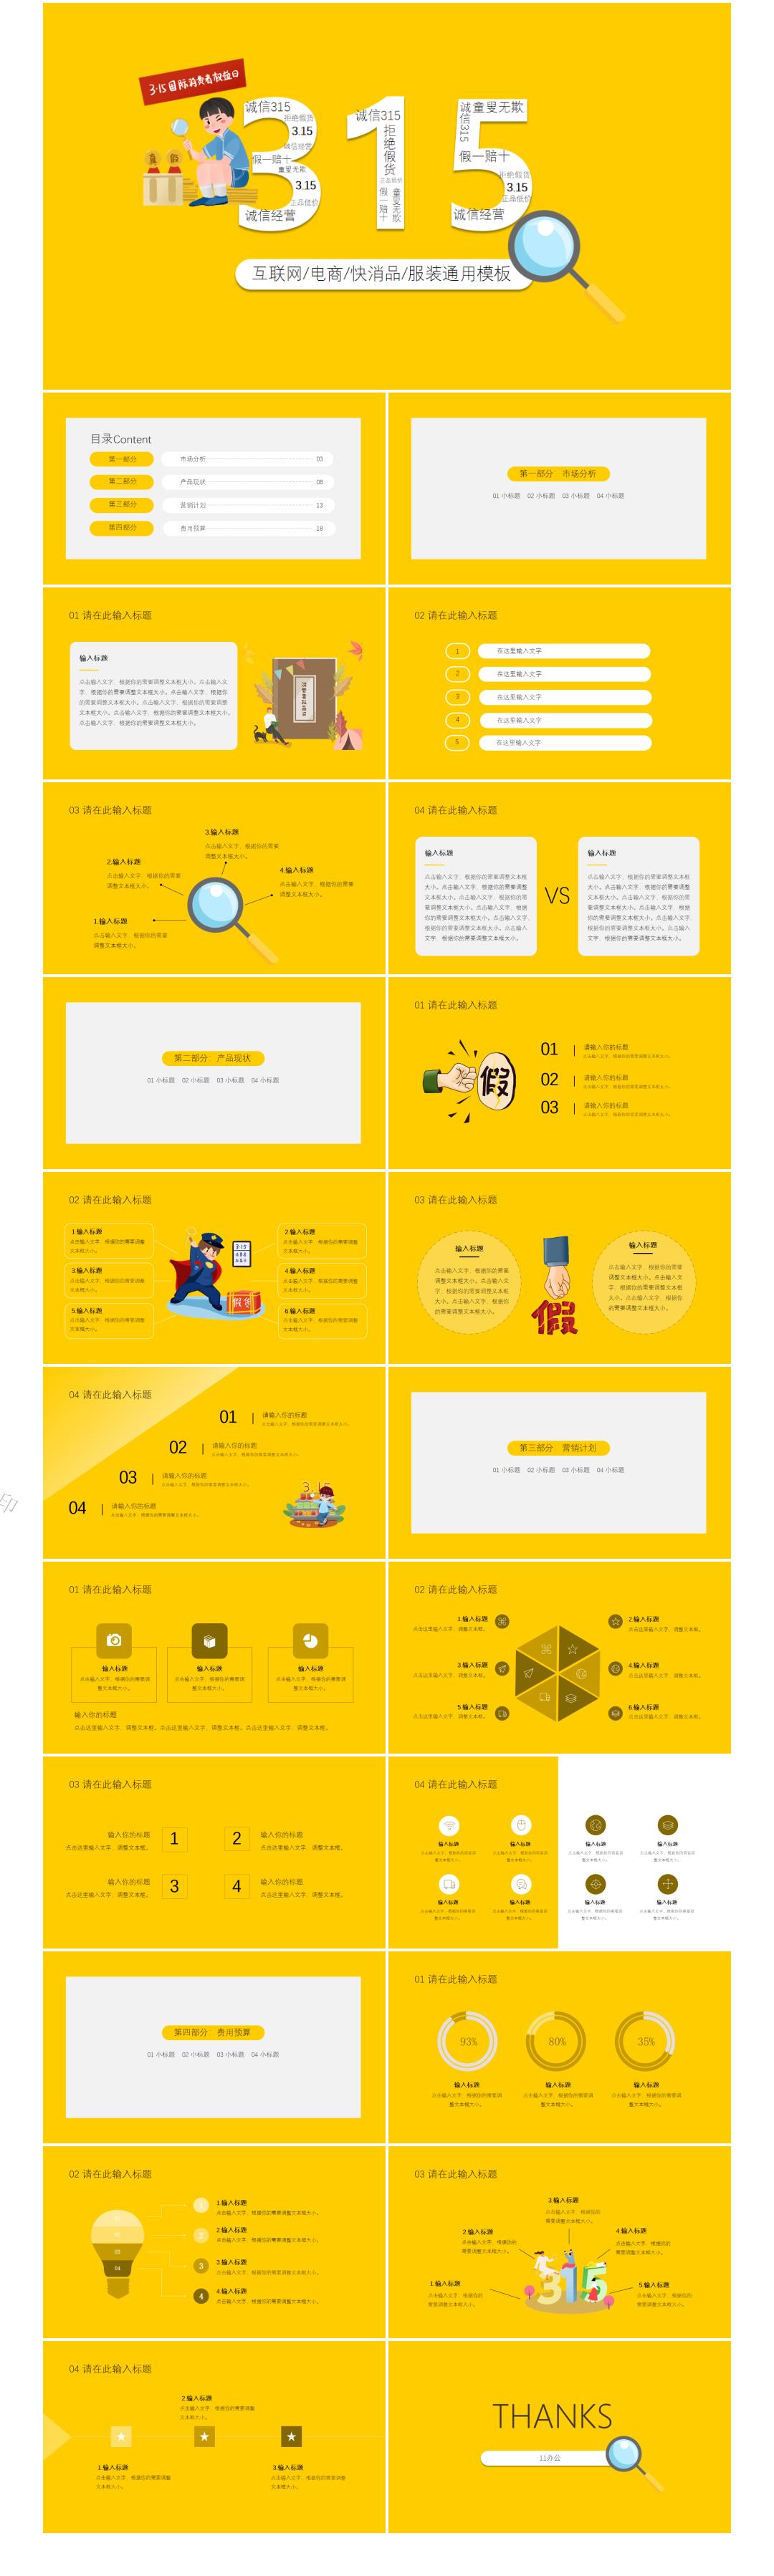 3·15国际消费者权益日
诚信315
拒绝假货
3.15
诚信经营
假一赔十
童叟无欺
3.15
正品低价
诚信经营
诚信315
拒绝假货
正品低价
假一赔十
童叟无欺
诚童叟无欺
信315
假一赔十
拒绝假货
3.15
正品低价
诚信经营
互联网/电商/快消品/服装通用模板
目录Content
第一部分 市场分析 03
第二部分 产品现状 08
第三部分 营销计划 13
第四部分 费用预算 18
第一部分 市场分析
01 小标题 02 小标题 03 小标题 04 小标题
01 请在此输入标题
输入标题
点击输入文字，根据你的需要调整文本框大小。点击输入文
字，根据你的需要调整文本框大小。点击输入文字，根据你
的需要调整文本框大小。点击输入文字，根据你的需要调整
文本框大小。点击输入文字，根据你的需要调整文本框大小。
点击输入文字，根据你的需要调整文本框大小。
02 请在此输入标题
1 在这里输入文字
2 在这里输入文字
3 在这里输入文字
4 在这里输入文字
5 在这里输入文字
03 请在此输入标题
3.输入标题
点击输入文字，根据你的需要
调整文本框大小。
2.输入标题
点击输入文字，根据你的需要
调整文本框大小。
4.输入标题
点击输入文字，根据你的需要
调整文本框大小。
1.输入标题
点击输入文字，根据你的需要
调整文本框大小。
04 请在此输入标题
输入标题
点击输入文字，根据你的需要调整文本框
大小。点击输入文字，根据你的需要调整
文本框大小。点击输入文字，根据你的需
要调整文本框大小。点击输入文字，根据
你的需要调整文本框大小。点击输入文字，
根据你的需要调整文本框大小。点击输入
文字，根据你的需要调整文本框大小。
VS
输入标题
点击输入文字，根据你的需要调整文本框
大小。点击输入文字，根据你的需要调整
文本框大小。点击输入文字，根据你的需
要调整文本框大小。点击输入文字，根据
你的需要调整文本框大小。点击输入文字，
根据你的需要调整文本框大小。点击输入
文字，根据你的需要调整文本框大小。
第二部分 产品现状
01 小标题 02 小标题 03 小标题 04 小标题
01 请在此输入标题
假
01 请输入你的标题
点击输入文字，根据你的需要调整文本框大小。
02 请输入你的标题
点击输入文字，根据你的需要调整文本框大小。
03 请输入你的标题
点击输入文字，根据你的需要调整文本框大小。
02 请在此输入标题
1.输入标题
点击输入文字，根据你的需要调整
文本框大小。
2.输入标题
点击输入文字，根据你的需要调整
文本框大小。
3.输入标题
点击输入文字，根据你的需要调整
文本框大小。
4.输入标题
点击输入文字，根据你的需要调整
文本框大小。
5.输入标题
点击输入文字，根据你的需要调整
文本框大小。
6.输入标题
点击输入文字，根据你的需要调整
文本框大小。
03 请在此输入标题
输入标题
点击输入文字，根据你的需要
调整文本框大小。点击输入文
字，根据你的需要调整文本框
大小。点击输入文字，根据你
的需要调整文本框大小。
假
输入标题
点击输入文字，根据你的需要
调整文本框大小。点击输入文
字，根据你的需要调整文本框
大小。点击输入文字，根据你
的需要调整文本框大小。
04 请在此输入标题
01 请输入你的标题
点击输入文字，根据你的需要调整文本框大小。
02 请输入你的标题
点击输入文字，根据你的需要调整文本框大小。
03 请输入你的标题
点击输入文字，根据你的需要调整文本框大小。
04 请输入你的标题
点击输入文字，根据你的需要调整文本框大小。
3.15
第三部分 营销计划
01 小标题 02 小标题 03 小标题 04 小标题
印
01 请在此输入标题
输入标题
点击输入文字，根据你的需要调
整文本框大小。
输入标题
点击输入文字，根据你的需要调
整文本框大小。
输入标题
点击输入文字，根据你的需要调
整文本框大小。
输入你的标题
点击这里输入文字，调整文本框。点击这里输入文字，调整文本框。点击这里输入文字，调整文本框。
02 请在此输入标题
1.输入标题
点击这里输入文字，调整文本框。
2.输入标题
点击这里输入文字，调整文本框。
3.输入标题
点击这里输入文字，调整文本框。
4.输入标题
点击这里输入文字，调整文本框。
5.输入标题
点击这里输入文字，调整文本框。
6.输入标题
点击这里输入文字，调整文本框。
03 请在此输入标题
输入你的标题
点击这里输入文字，调整文本框。
1
2
输入你的标题
点击这里输入文字，调整文本框。
输入你的标题
点击这里输入文字，调整文本框。
3
4
输入你的标题
点击这里输入文字，调整文本框。
04 请在此输入标题
输入标题
点击输入文字，根据你的需要调
整文本框大小。
输入标题
点击输入文字，根据你的需要调
整文本框大小。
输入标题
点击输入文字，根据你的需要调
整文本框大小。
输入标题
点击输入文字，根据你的需要调
整文本框大小。
输入标题
点击输入文字，根据你的需要调
整文本框大小。
输入标题
点击输入文字，根据你的需要调
整文本框大小。
输入标题
点击输入文字，根据你的需要调
整文本框大小。
输入标题
点击输入文字，根据你的需要调
整文本框大小。
第四部分 费用预算
01 小标题 02 小标题 03 小标题 04 小标题
01 请在此输入标题
93%
80%
35%
输入标题
点击输入文字，根据你的需要调
整文本框大小。
输入标题
点击输入文字，根据你的需要调
整文本框大小。
输入标题
点击输入文字，根据你的需要调
整文本框大小。
02 请在此输入标题
01
02
03
04
1 1.输入标题
点击输入文字，根据你的需要调整文本框大小。
2 2.输入标题
点击输入文字，根据你的需要调整文本框大小。
3 3.输入标题
点击输入文字，根据你的需要调整文本框大小。
4 4.输入标题
点击输入文字，根据你的需要调整文本框大小。
03 请在此输入标题
3.输入标题
点击输入文字，根据你的
需要调整文本框大小。
2.输入标题
点击输入文字，根据你的
需要调整文本框大小。
4.输入标题
点击输入文字，根据你的
需要调整文本框大小。
1.输入标题
点击输入文字，根据你的
需要调整文本框大小。
315
5.输入标题
点击输入文字，根据你的
需要调整文本框大小。
04 请在此输入标题
2.输入标题
点击输入文字，根据你的需要调整
文本框大小。
1.输入标题
点击输入文字，根据你的需要调整
文本框大小。
3.输入标题
点击输入文字，根据你的需要调整
文本框大小。
THANKS
11办公